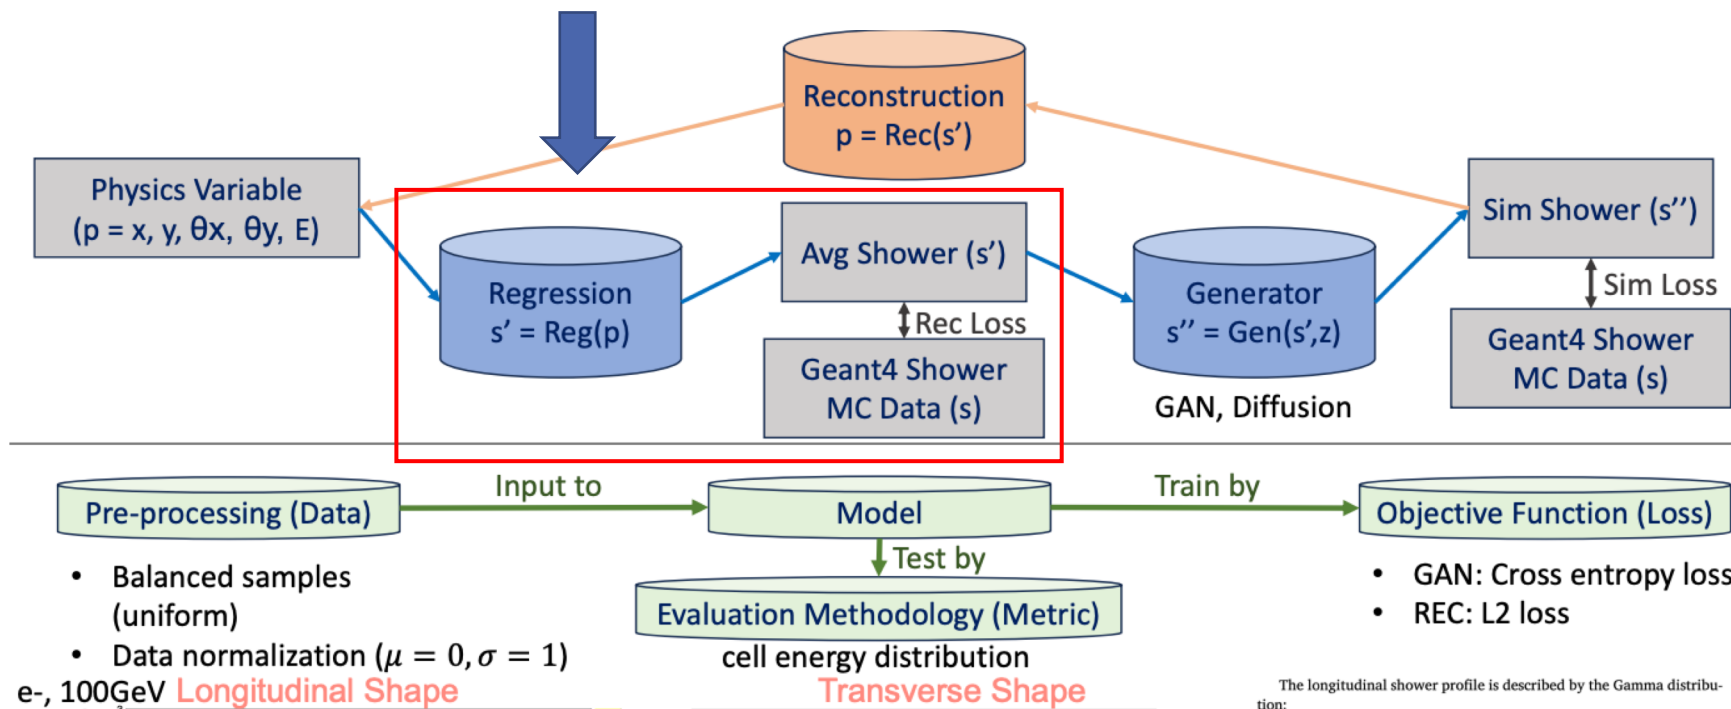 Reconstruction
p = Rec(s’)
Physics Variable
(p = x, y, θx, θy, E)
Regression
s’ = Reg(p)
Avg Shower (s’)
Rec Loss
Geant4 Shower
MC Data (s)
Generator
s’’ = Gen(s’,z)
GAN, Diffusion
Sim Shower (s’’)
Sim Loss
Geant4 Shower
MC Data (s)
Pre-processing (Data)
Input to
Model
Train by
Objective Function (Loss)
Test by
Evaluation Methodology (Metric)
• Balanced samples
(uniform)
• Data normalization (μ = 0, σ = 1)
cell energy distribution
• GAN: Cross entropy loss
• REC: L2 loss
e-, 100GeV Longitudinal Shape
Transverse Shape
The longitudinal shower profile is described by the Gamma distribu-
tion: